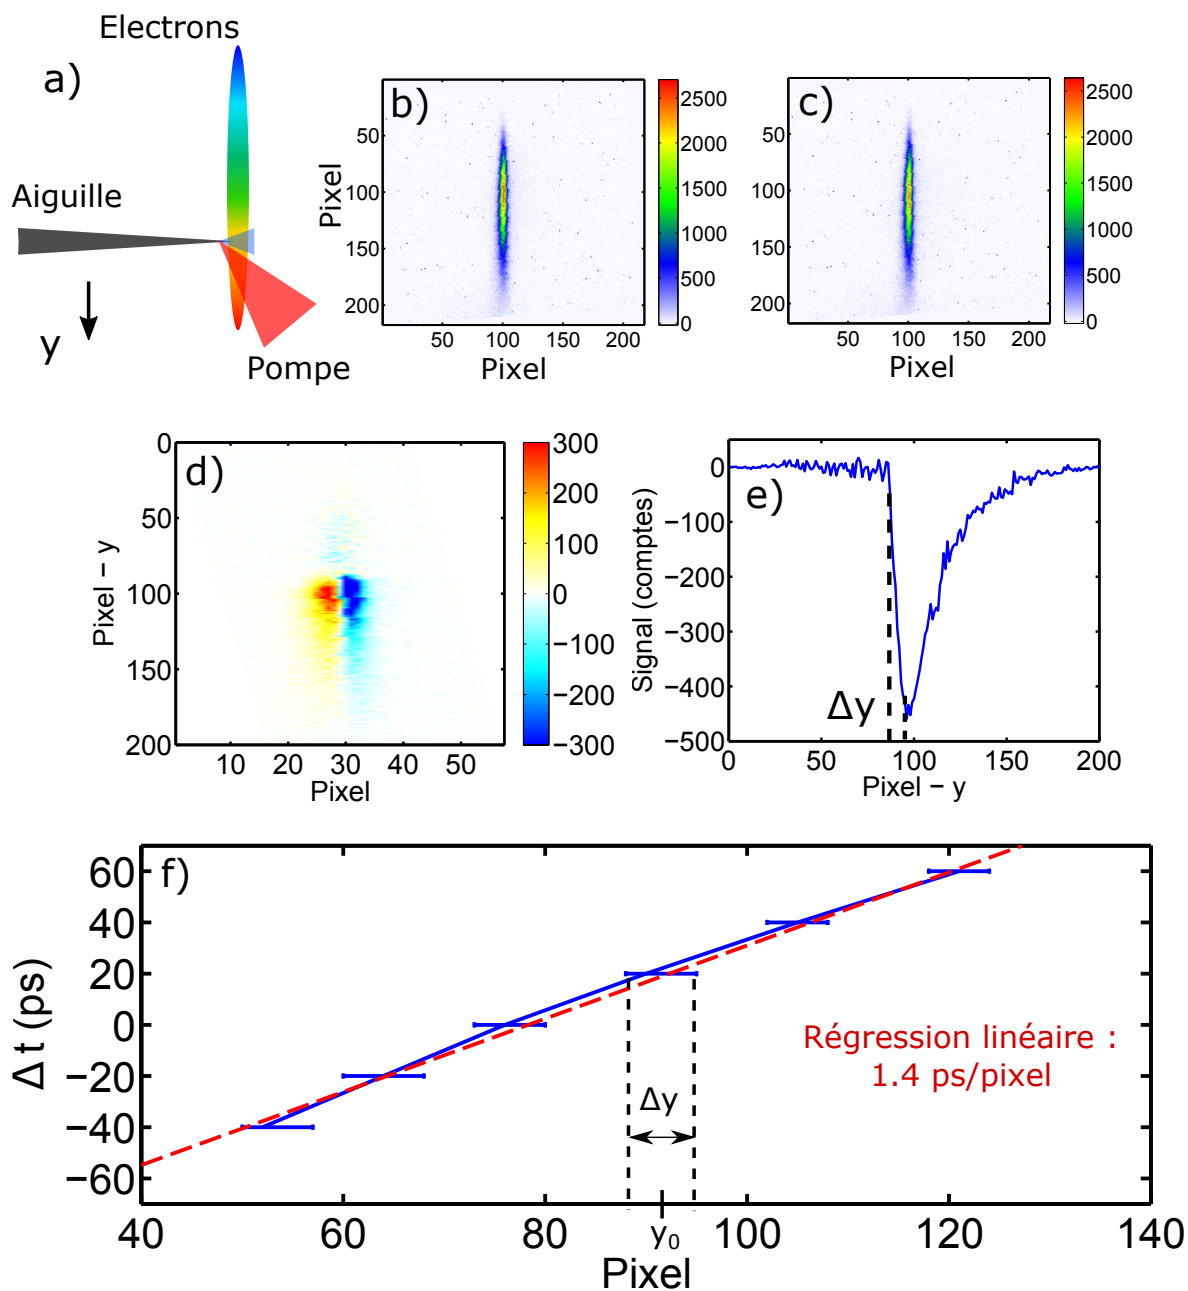 Electrons
a)
Aiguille
y
Pompe
b)
Pixel
50
100
150
200
50 100 150 200
Pixel
2500
2000
1500
1000
500
0
c)
50
100
150
200
50 100 150 200
Pixel
2500
2000
1500
1000
500
0
d)
Pixel − y
0
50
100
150
200
10 20 30 40 50
Pixel
300
200
100
0
−100
−200
−300
e)
Signal (comptes)
0
−100
−200
−300
−400
−500
Δy
0 50 100 150 200
Pixel − y
f)
Δ t (ps)
60
40
20
0
−20
−40
−60
Régression linéaire :
1.4 ps/pixel
Δy
40 60 80 100 120 140
y₀
Pixel